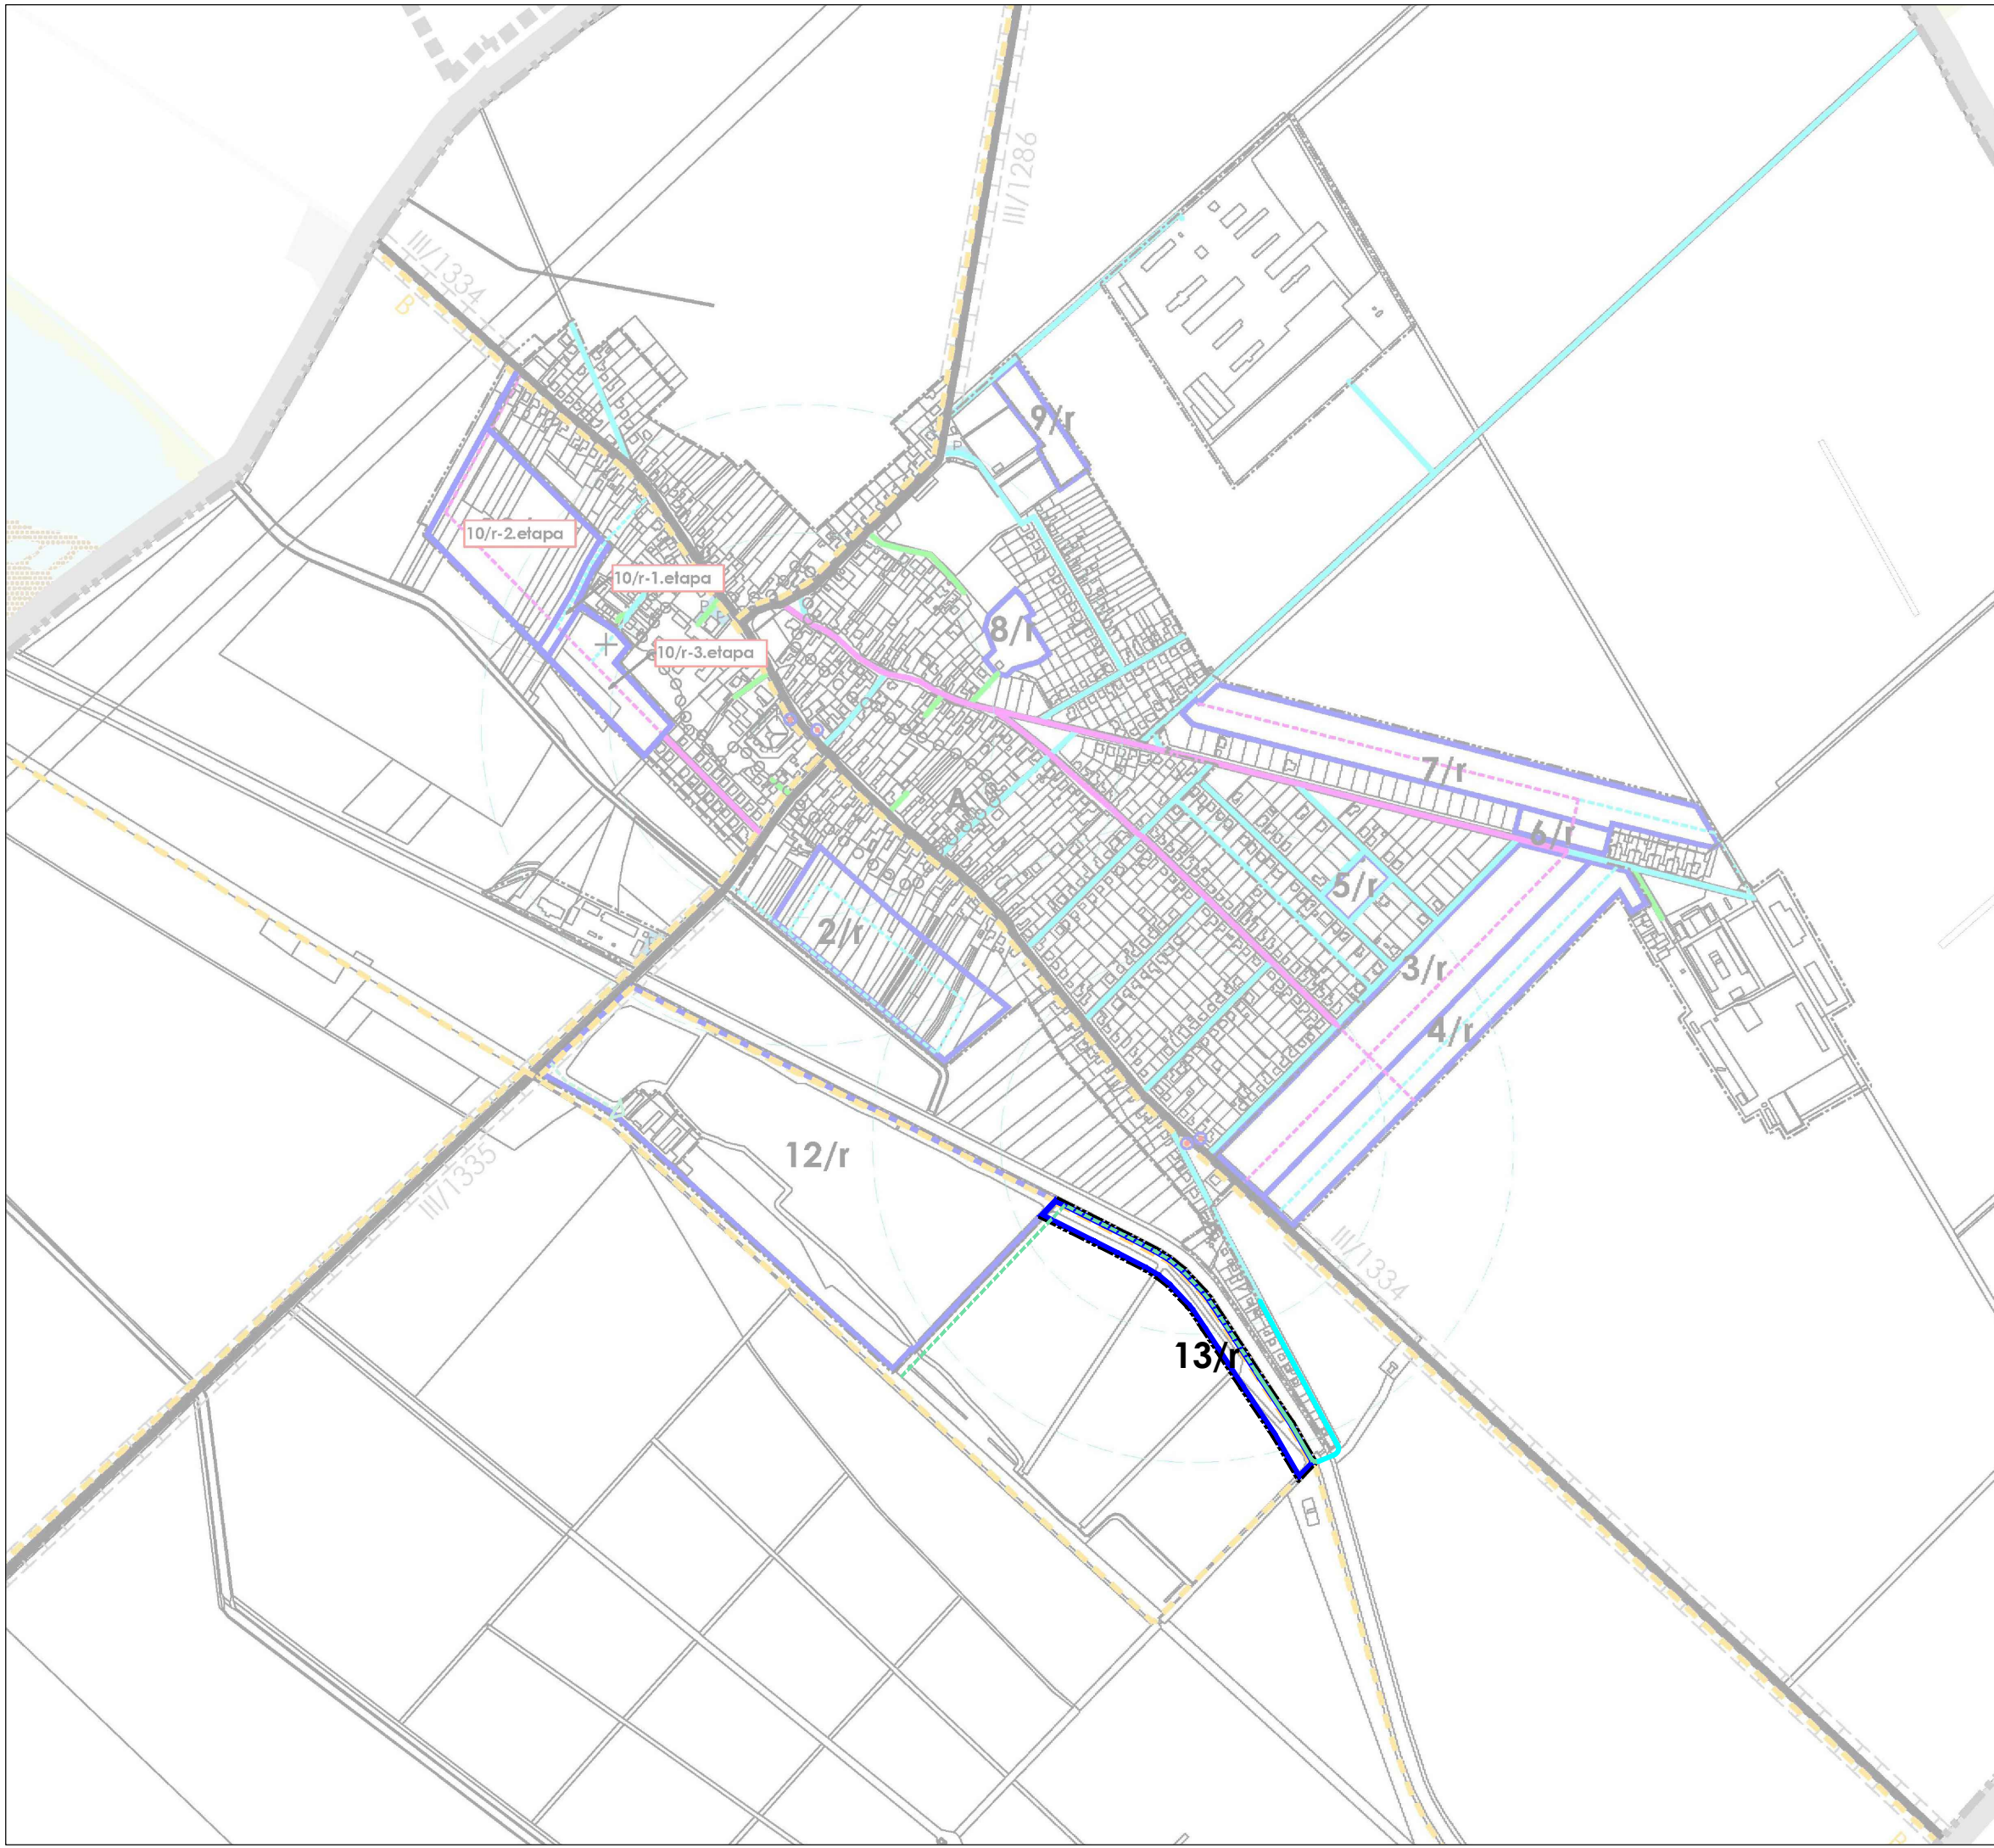 III/1286
III/1334
B
9/r
P
10/r-2.etapa
10/r-1.etapa
8/r
10/r-3.etapa
7/r
A
6/r
5/r
2/r
3/r
4/r
12/r
III/1335
III/1334
13/r
B